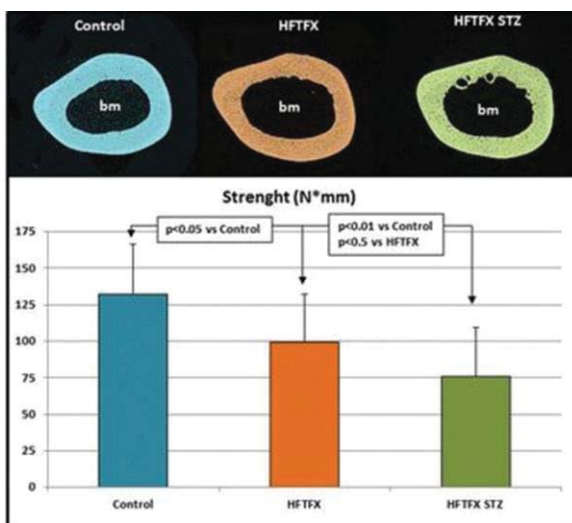 Control HFTFX HFTFX STZ
bm bm bm
Strenght (N*mm)
175
150
125
100
75
50
25
0
p<0.05 vs Control
p<0.01 vs Control
p<0.5 vs HFTFX
Control HFTFX HFTFX STZ